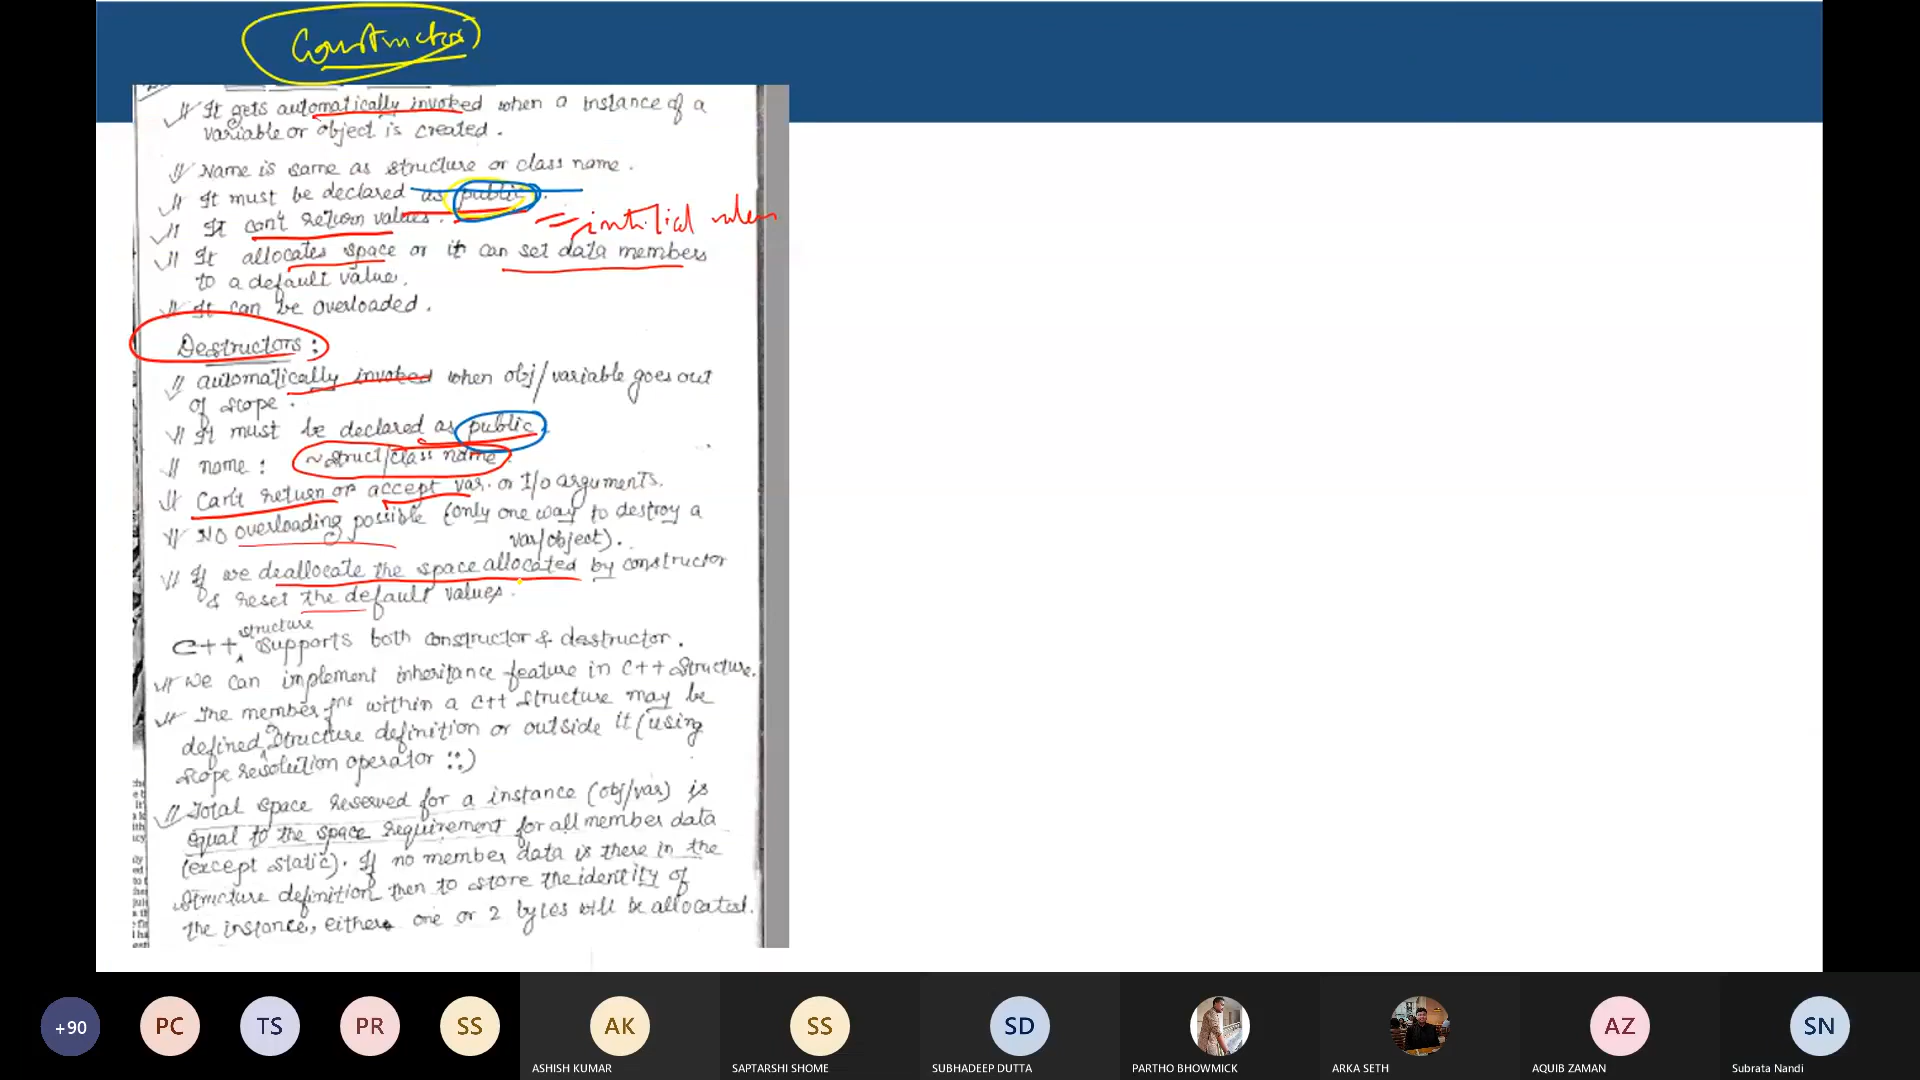 Constructor
// It gets automatically invoked when a instance of a
variable or object is created.
// Name is same as structure or class name.
// It must be declared as public.
// It can't return values.
// It allocates space or it can set data members
to a default value.
// It can be overloaded.
Destructors :
// automatically invoked when obj/variable goes out
of scope.
// It must be declared as public.
// name : ~struct/class name
// can't return or accept var. or I/o arguments.
// No overloading possible (only one way to destroy a
var/object).
// If we deallocate the space allocated by constructor
& reset the default values.
structure
C++ supports both constructor & destructor.
// We can implement inheritance feature in C++ structure.
// The member fns within a C++ structure may be
defined structure definition or outside it (using
scope resolution operator ::)
// Total space reserved for a instance (obj/var) is
equal to the space requirement for all member data
(except static). If no member data is there in the
structure definition then to store the identity of
the instance, either one or 2 bytes will be allocated.
+90
PC
TS
PR
SS
AK
SS
SD
AZ
SN
ASHISH KUMAR
SAPTARSHI SHOME
SUBHADEEP DUTTA
PARTHO BHOWMICK
ARKA SETH
AQUIB ZAMAN
Subrata Nandi